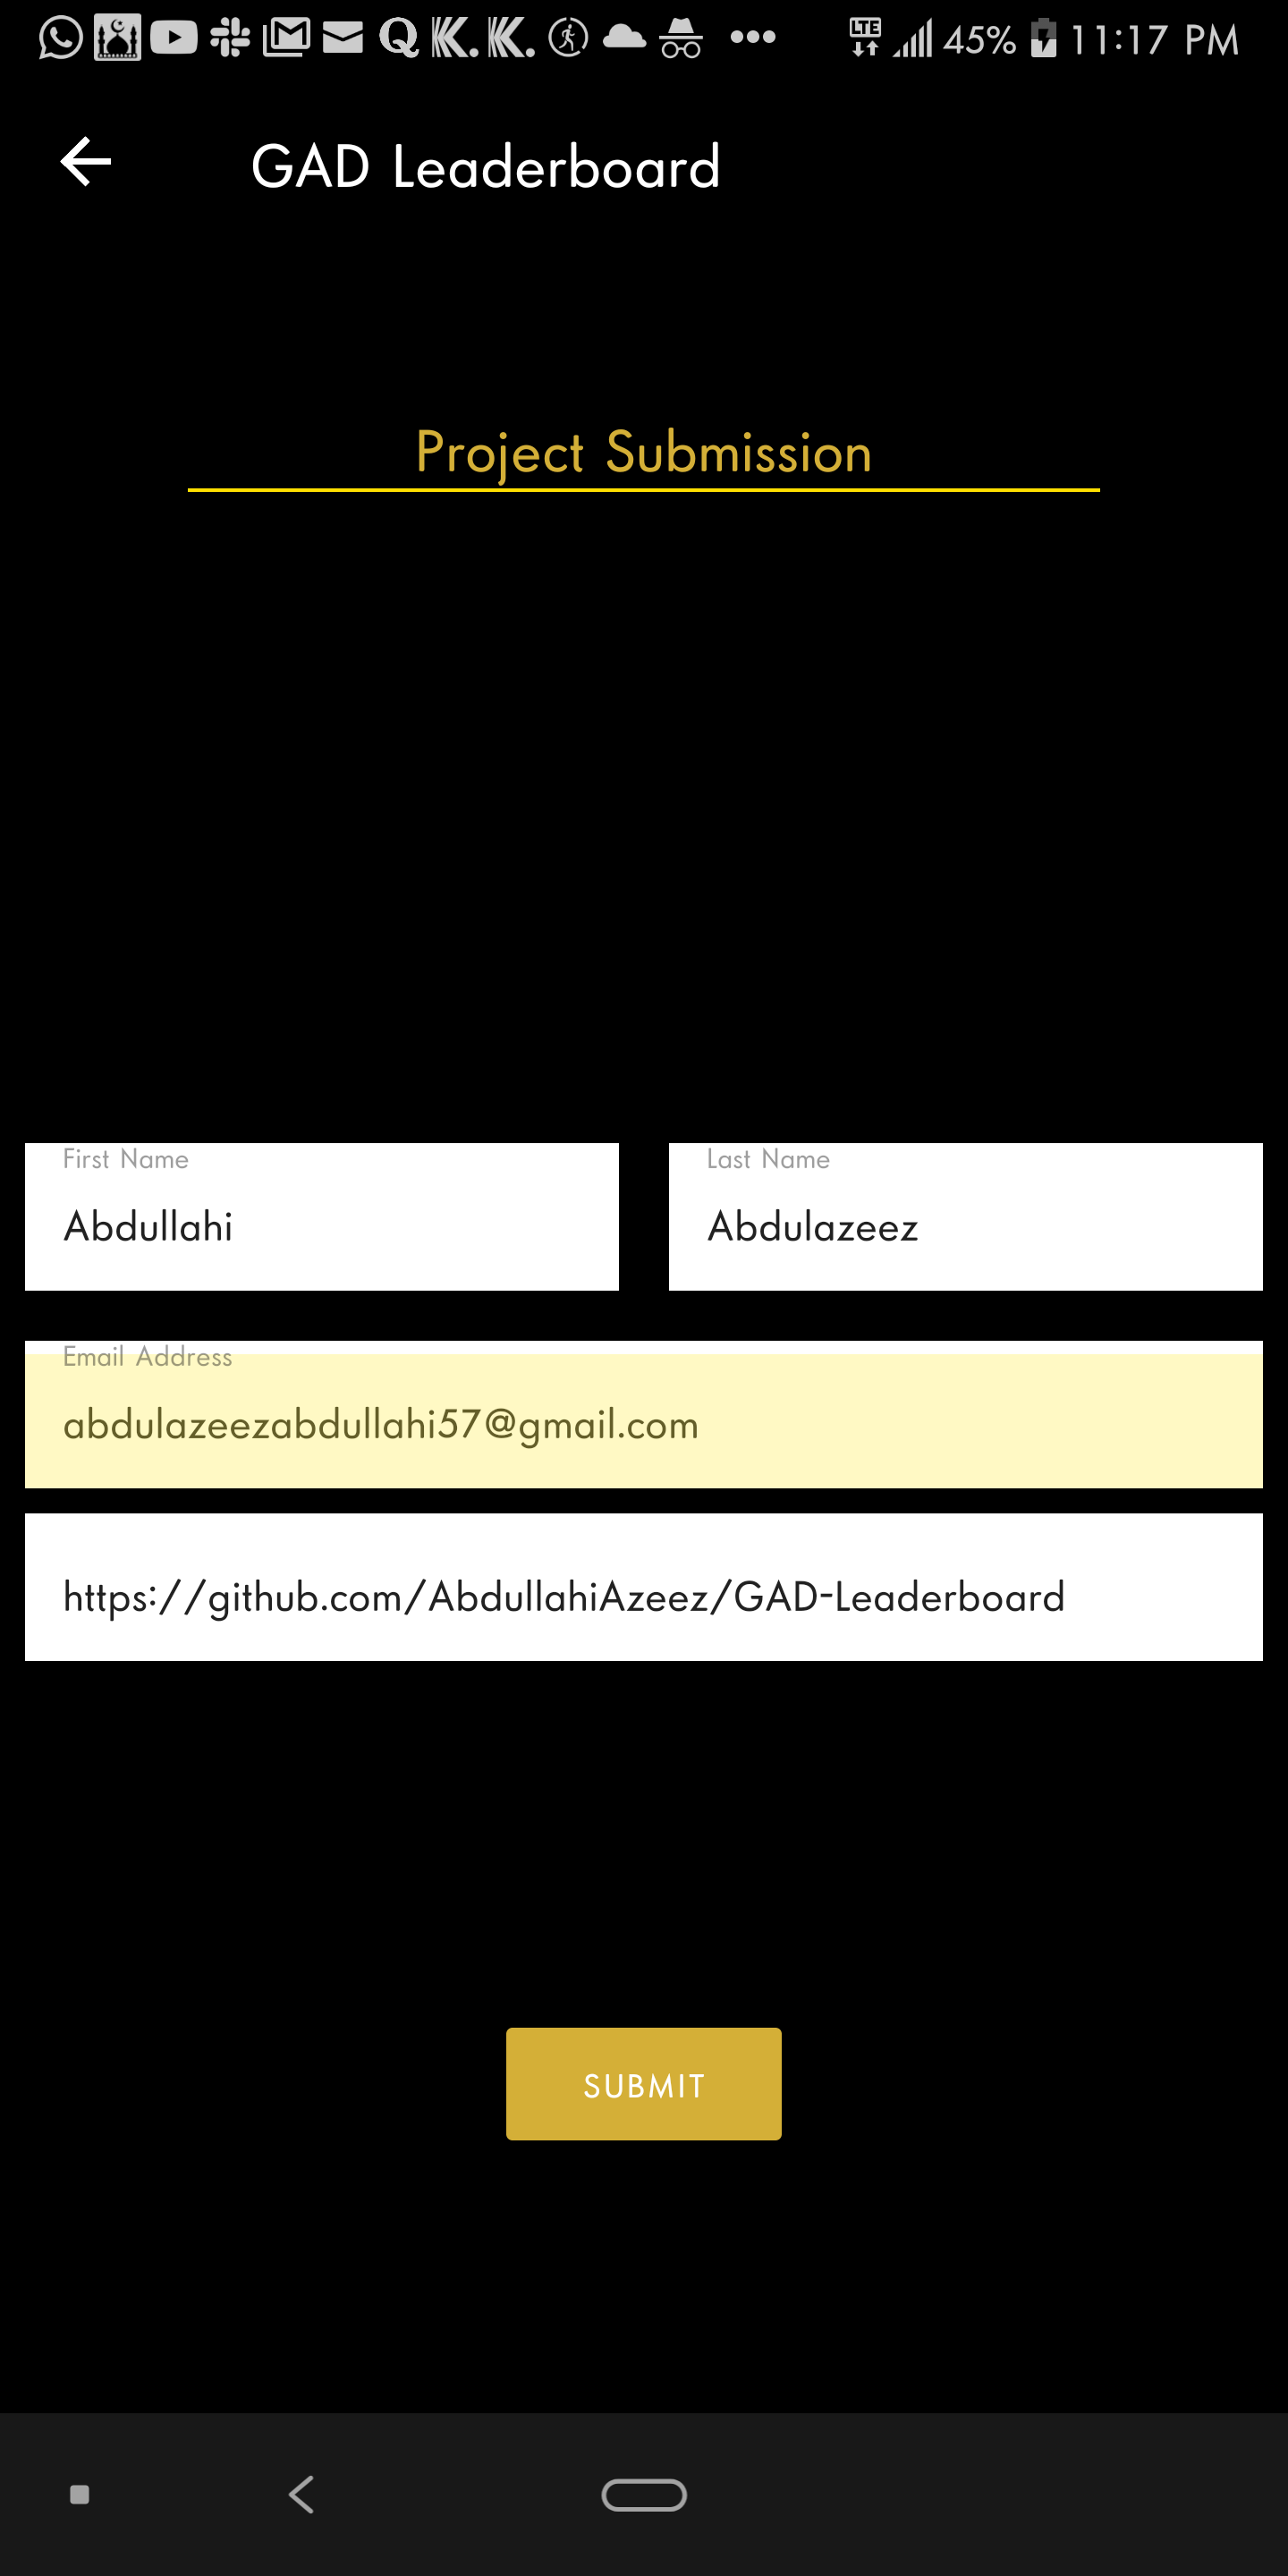 LTE 45% 11:17 PM
GAD Leaderboard
Project Submission
First Name
Last Name
Abdullahi
Abdulazeez
Email Address
abdulazeezabdullahi57@gmail.com
https://github.com/AbdullahiAzeez/GAD-Leaderboard
SUBMIT